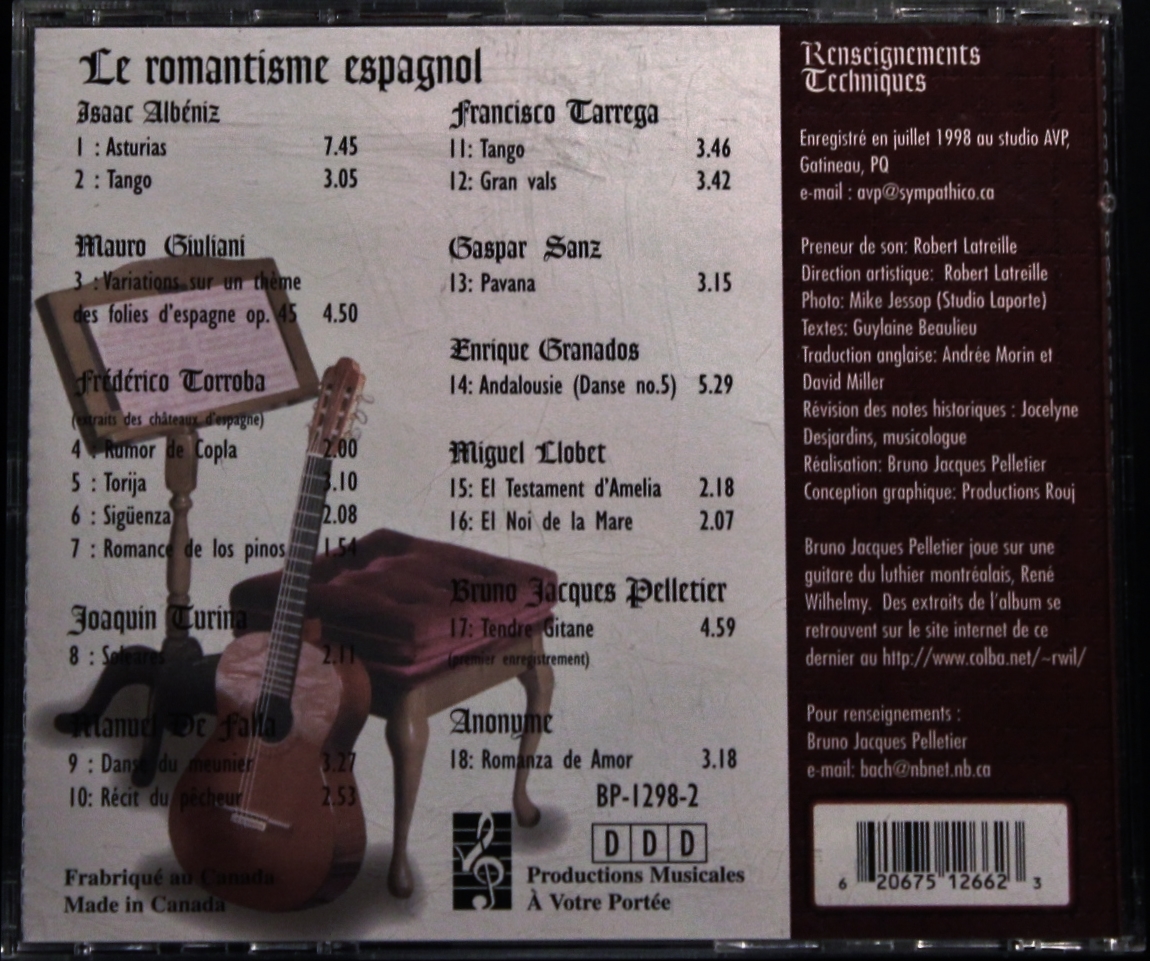 Le romantisme espagnol
Isaac Albéniz
1 : Asturias 7.45
2 : Tango 3.05
Mauro Giuliani
3 : Variations sur un thème
des folies d'espagne op. 45 4.50
Frédérico Torroba
(extraits des châteaux d'espagne)
4 : Rumor de Copla 2.00
5 : Torija 3.10
6 : Sigüenza 2.08
7 : Romance de los pinos 1.54
Joaquin Turina
8 : Soleares 2.11
Manuel De Falla
9 : Danse du meunier 3.27
10: Récit du pêcheur 2.53
Frabriqué au Canada
Made in Canada
Francisco Tarrega
11: Tango 3.46
12: Gran vals 3.42
Gaspar Sanz
13: Pavana 3.15
Enrique Granados
14: Andalousie (Danse no.5) 5.29
Miguel Llobet
15: El Testament d'Amelia 2.18
16: El Noi de la Mare 2.07
Bruno Jacques Pelletier
17: Tendre Gitane 4.59
(premier enregistrement)
Anonyme
18: Romanza de Amor 3.18
BP-1298-2
D D D
Productions Musicales
À Votre Portée
Renseignements
Techniques
Enregistré en juillet 1998 au studio AVP,
Gatineau, PQ
e-mail : avp@sympathico.ca
Preneur de son: Robert Latreille
Direction artistique: Robert Latreille
Photo: Mike Jessop (Studio Laporte)
Textes: Guylaine Beaulieu
Traduction anglaise: Andrée Morin et
David Miller
Révision des notes historiques : Jocelyne
Desjardins, musicologue
Réalisation: Bruno Jacques Pelletier
Conception graphique: Productions Rouj
Bruno Jacques Pelletier joue sur une
guitare du luthier montréalais, René
Wilhelmy. Des extraits de l'album se
retrouvent sur le site internet de ce
dernier au http://www.colba.net/~rwil/
Pour renseignements :
Bruno Jacques Pelletier
e-mail: bach@nbnet.nb.ca
6 20675 12662 3